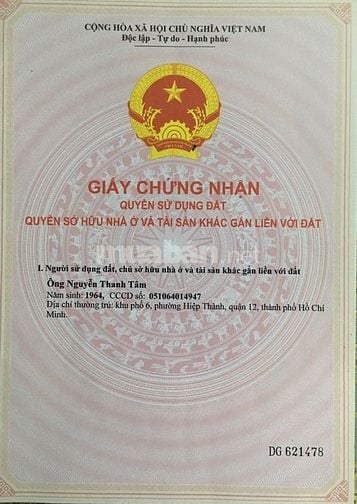 CỘNG HÒA XÃ HỘI CHỦ NGHĨA VIỆT NAM
Độc lập - Tự do - Hạnh phúc
VIỆT NAM
GIẤY CHỨNG NHẬN
QUYỀN SỬ DỤNG ĐẤT
QUYỀN SỞ HỮU NHÀ Ở VÀ TÀI SẢN KHÁC GẮN LIỀN VỚI ĐẤT
muaban.net
I. Người sử dụng đất, chủ sở hữu nhà ở và tài sản khác gắn liền với đất
Ông Nguyễn Thanh Tâm
Năm sinh: 1964, CCCD số: 051064014947
Địa chỉ thường trú: khu phố 6, phường Hiệp Thành, quận 12, thành phố Hồ Chí
Minh.
DG 621478